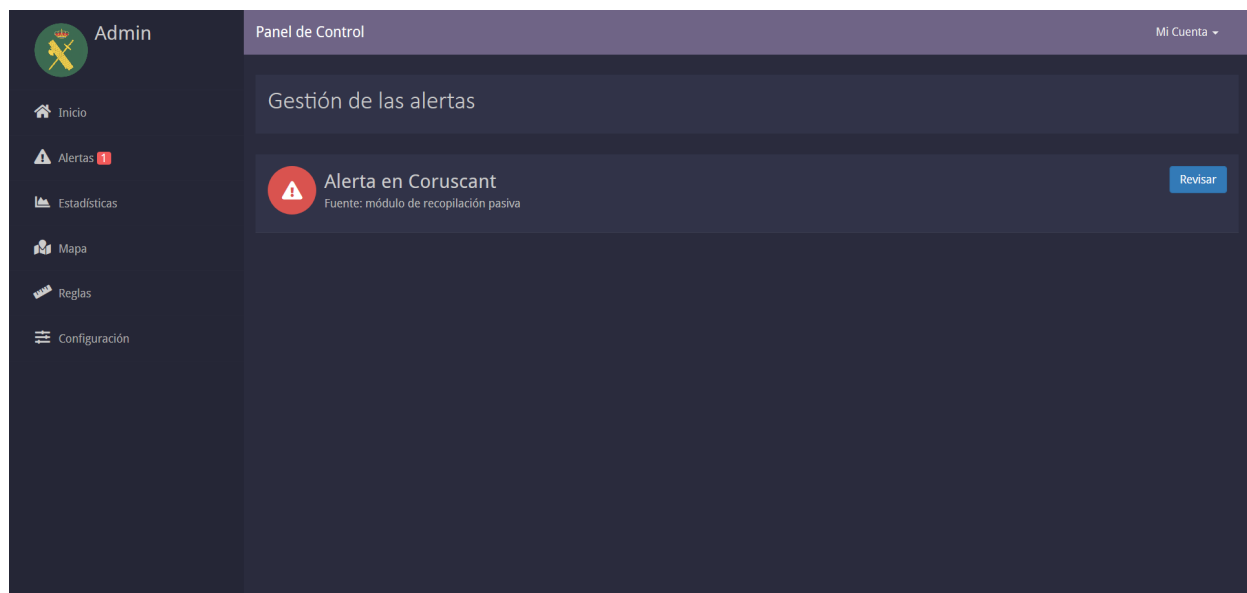 Admin
Inicio
Alertas 1
Estadísticas
Mapa
Reglas
Configuración
Panel de Control
Mi Cuenta
Gestión de las alertas
Alerta en Coruscant
Fuente: módulo de recopilación pasiva
Revisar